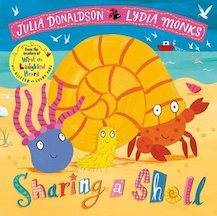 JULIA DONALDSON LYDIA MONKS
from the
creators of
What the
Ladybird
Heard
Sharing a Shell